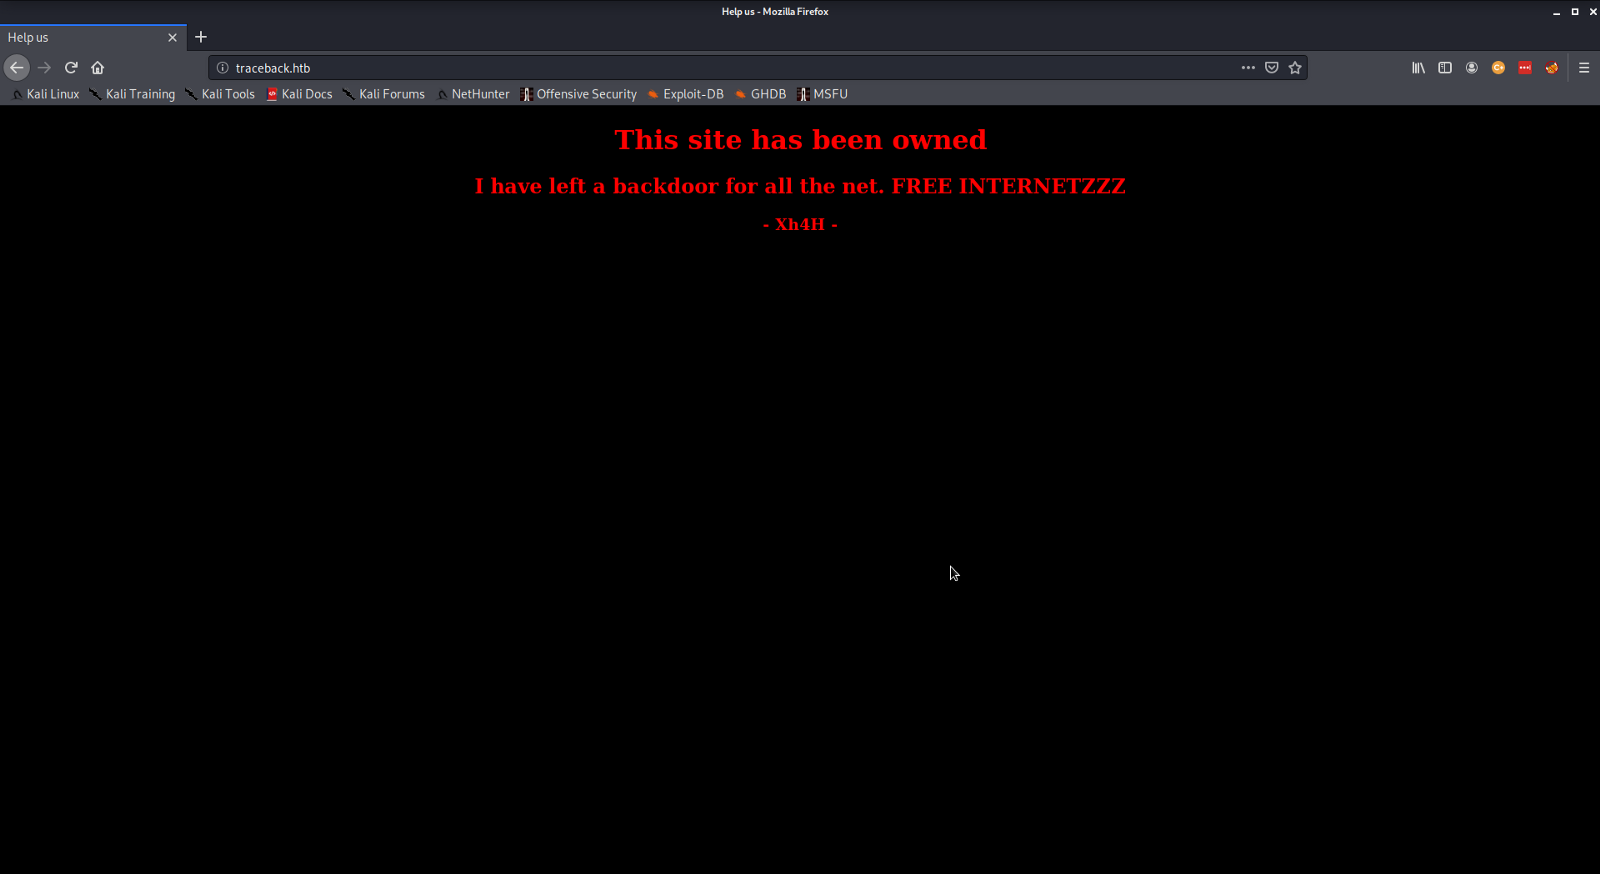 Help us - Mozilla Firefox
Help us
traceback.htb
Kali Linux Kali Training Kali Tools Kali Docs Kali Forums NetHunter Offensive Security Exploit-DB GHDB MSFU
This site has been owned
I have left a backdoor for all the net. FREE INTERNETZZZ
- Xh4H -